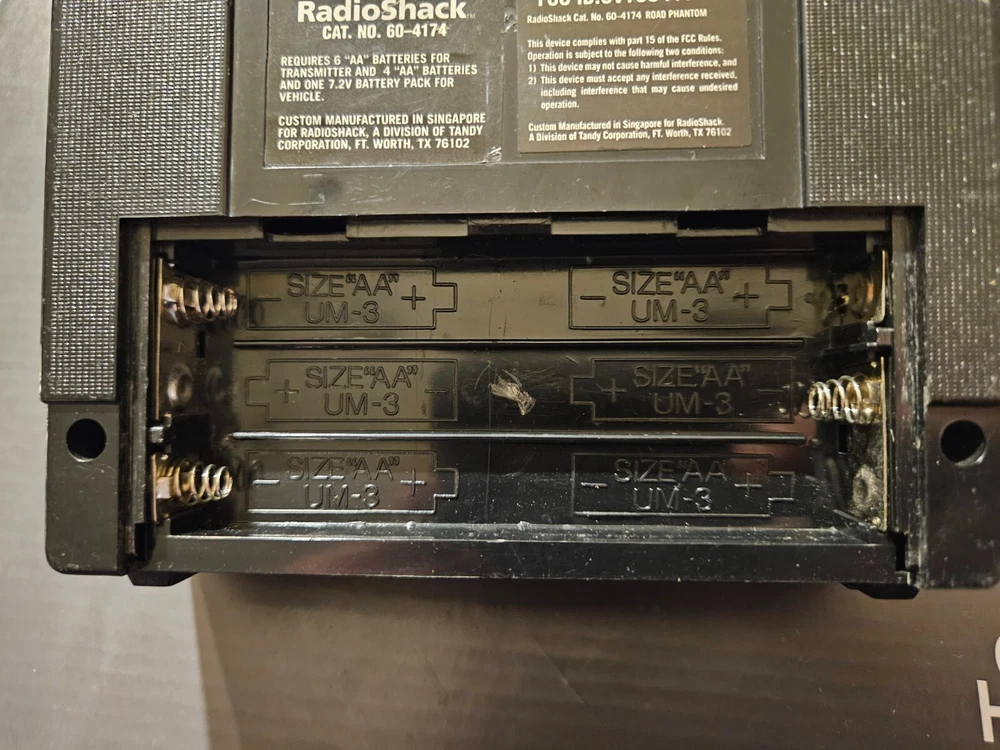 RadioShack
CAT. NO. 60-4174
REQUIRES 6 "AA" BATTERIES FOR
TRANSMITTER AND 4 "AA" BATTERIES
AND ONE 7.2V BATTERY PACK FOR
VEHICLE.
CUSTOM MANUFACTURED IN SINGAPORE
FOR RADIOSHACK, A DIVISION OF TANDY
CORPORATION, FT. WORTH, TX 76102
RadioShack Cat. No. 60-4174 ROAD PHANTOM
This device complies with part 15 of the FCC Rules.
Operation is subject to the following two conditions:
1) This device may not cause harmful interference, and
2) This device must accept any interference received,
including interference that may cause undesired
operation.
Custom Manufactured in Singapore for RadioShack.
A Division of Tandy Corporation, FT. Worth, TX 76102
- SIZE "AA" +
UM-3
- SIZE "AA" +
UM-3
+ SIZE "AA" -
UM-3
+ SIZE "AA" -
UM-3
- SIZE "AA" +
UM-3
- SIZE "AA" +
UM-3